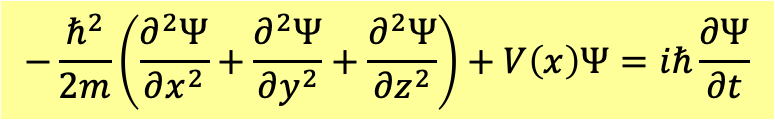 −ℏ²/2m (∂²Ψ/∂x² + ∂²Ψ/∂y² + ∂²Ψ/∂z²) + V(x)Ψ = iℏ ∂Ψ/∂t